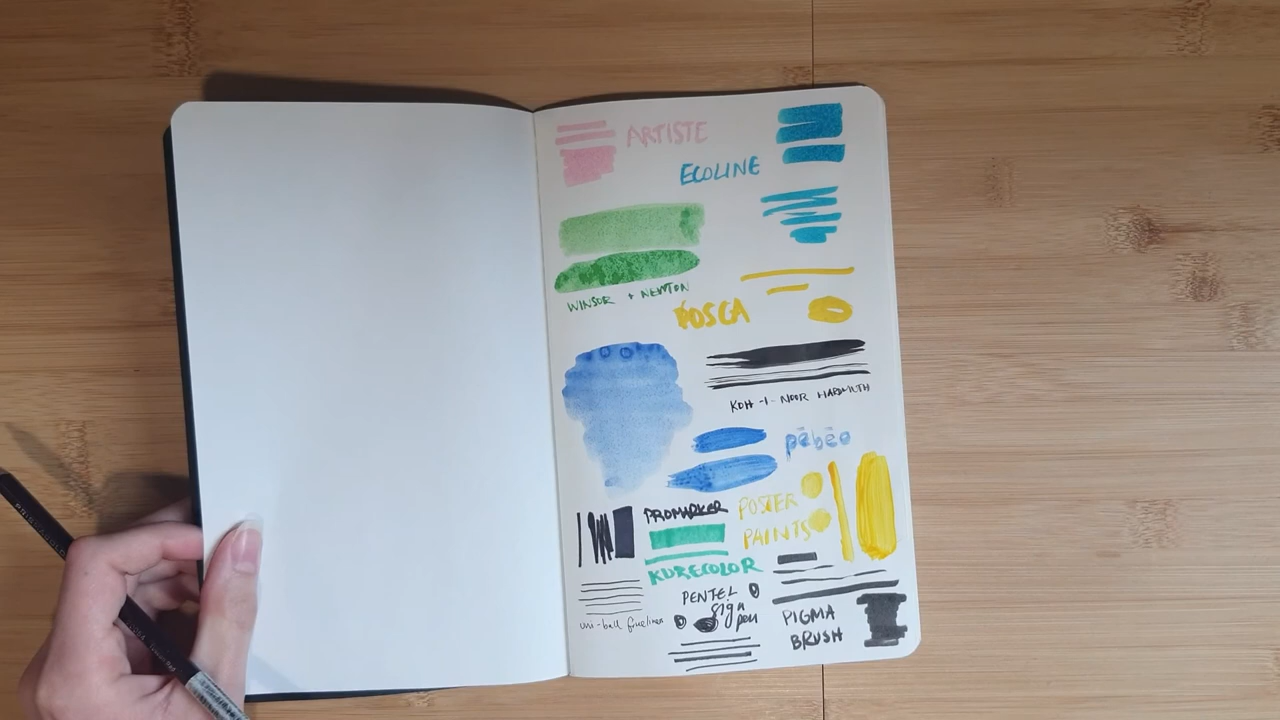 ARTISTE
ECOLINE
WINSOR + NEWTON
POSCA
KOH-I-NOOR HARDMUTH
pēbēo
PROMARKER
POSTER
PAINTS
KURECOLOR
PENTEL
Sign
pen
uni-ball fineliner
PIGMA
BRUSH